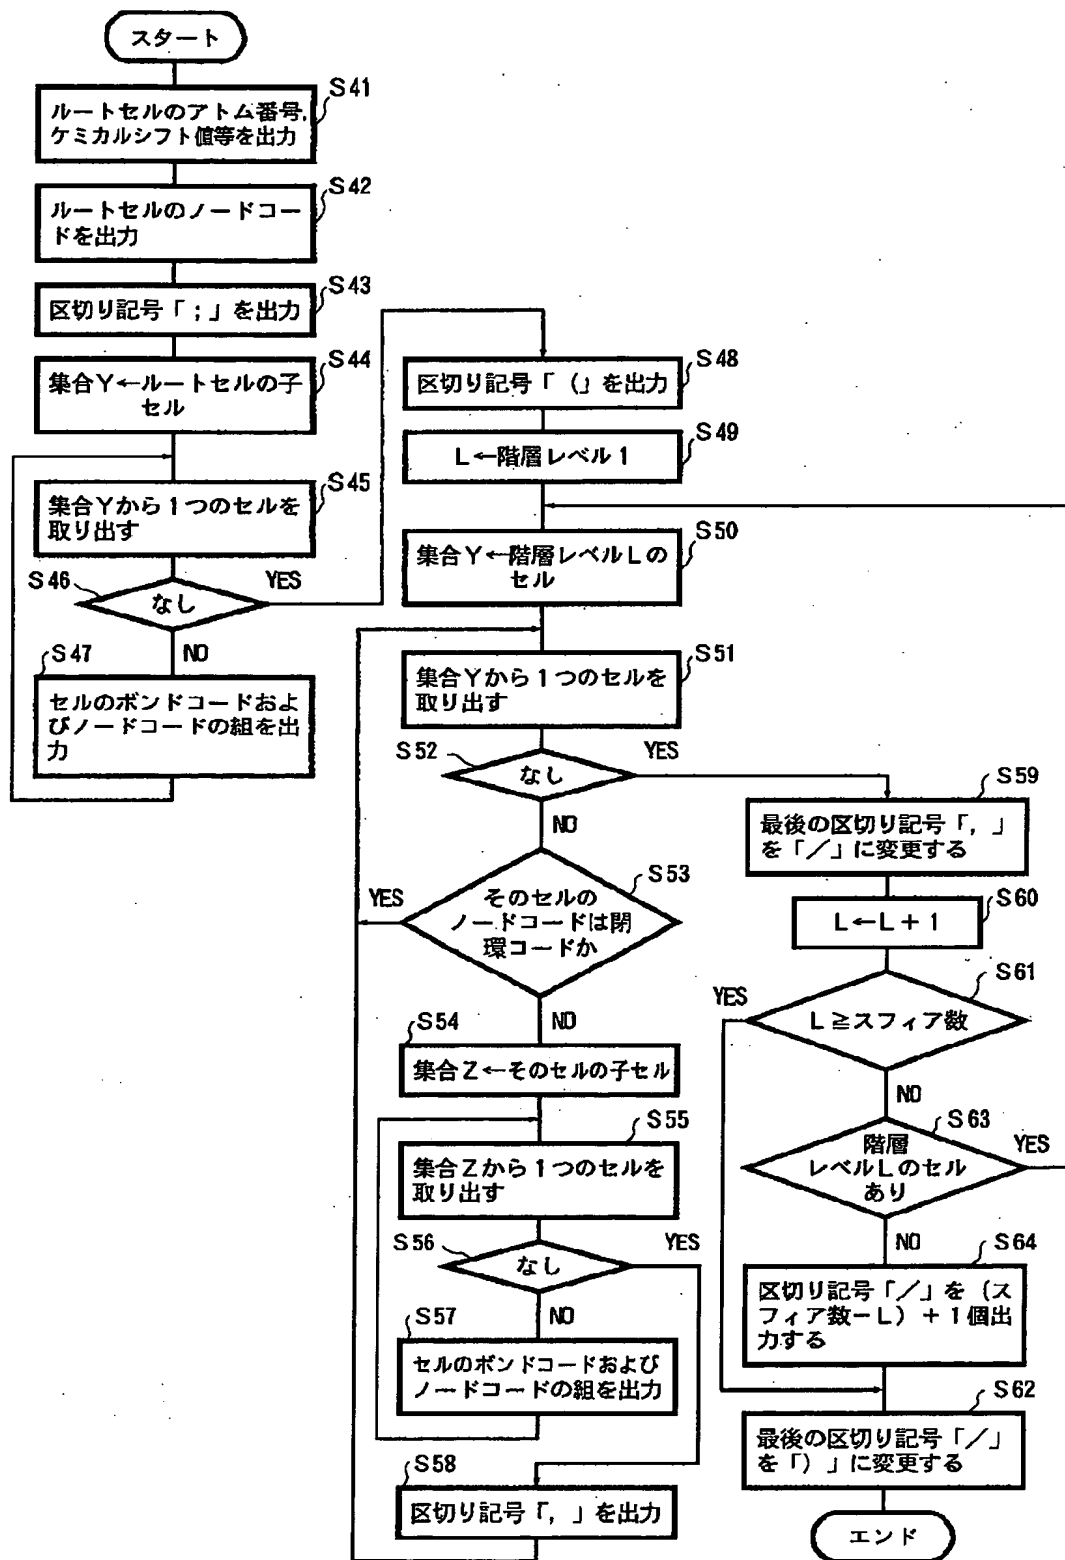 スタート
S41
ルートセルのアトム番号,
ケミカルシフト値等を出力
S42
ルートセルのノードコー
ドを出力
S43
区切り記号「；」を出力
S44
集合Y←ルートセルの子
セル
S45
集合Yから1つのセルを
取り出す
S46
なし
YES
NO
S47
セルのボンドコードおよ
びノードコードの組を出
力
S48
区切り記号「（」を出力
S49
L←階層レベル1
S50
集合Y←階層レベルLの
セル
S51
集合Yから1つのセルを
取り出す
S52
なし
YES
NO
S53
そのセルの
ノードコードは閉
環コードか
YES
NO
S54
集合Z←そのセルの子セル
S55
集合Zから1つのセルを
取り出す
S56
なし
YES
NO
S57
セルのボンドコードおよび
ノードコードの組を出力
S58
区切り記号「，」を出力
S59
最後の区切り記号「，」
を「／」に変更する
S60
L←L＋1
S61
L≧スフィア数
YES
NO
S63
階層
レベルLのセル
あり
YES
NO
S64
区切り記号「／」を（ス
フィア数－L）＋1個出
力する
S62
最後の区切り記号「／」
を「）」に変更する
エンド